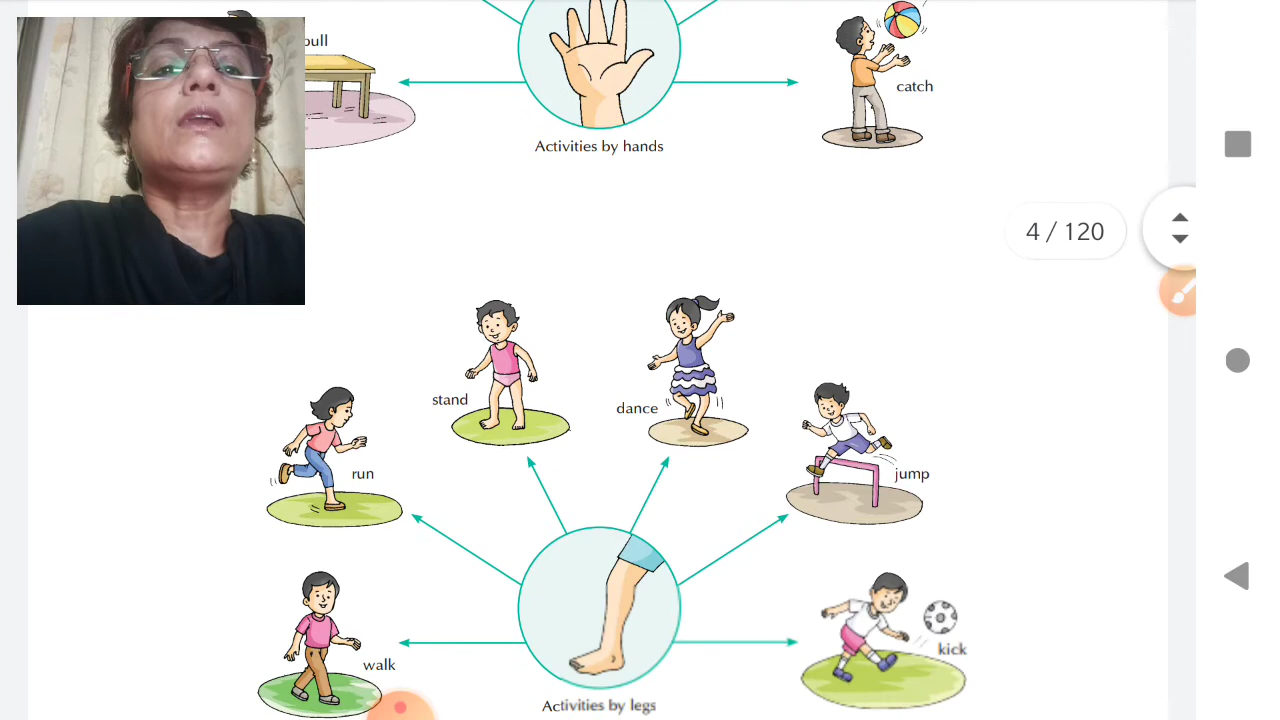 pull
catch
Activities by hands
4 / 120
stand
dance
run
jump
kick
walk
Activities by legs